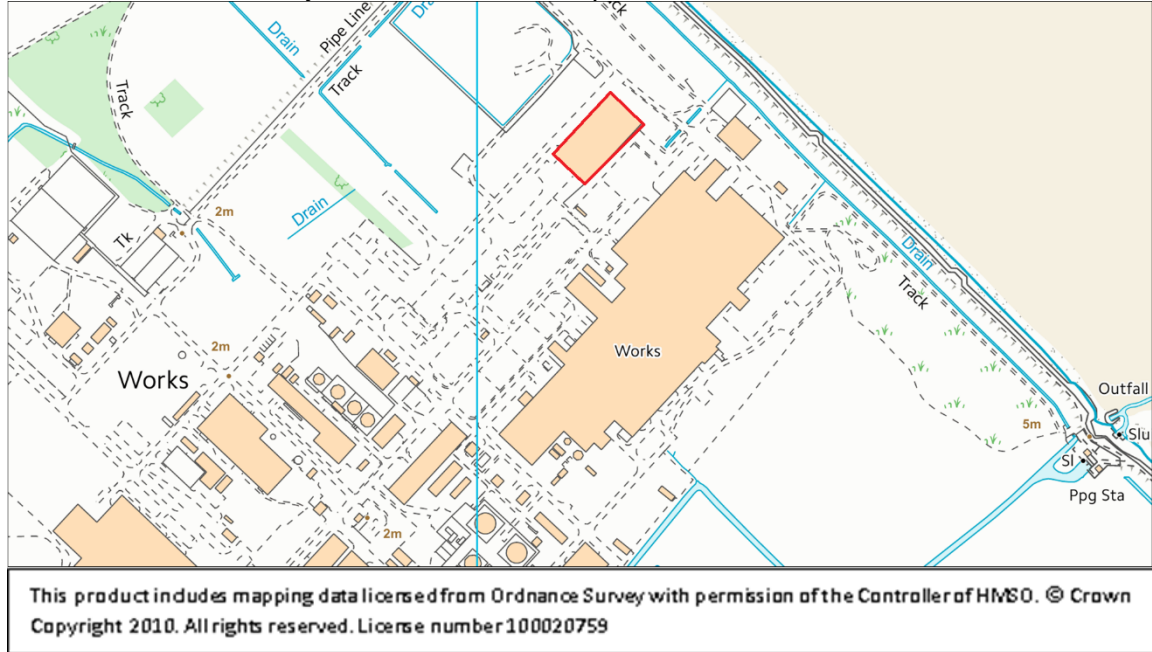 Drain
Pipe Line
Track
Track
Drain
2m
Tk
2m
Works
Works
Drain
Track
Outfall
5m
Sl
Ppg Sta
2m
This product includes mapping data licensed from Ordnance Survey with permission of the Controller of HMSO. © Crown
Copyright 2010. All rights reserved. License number 100020759